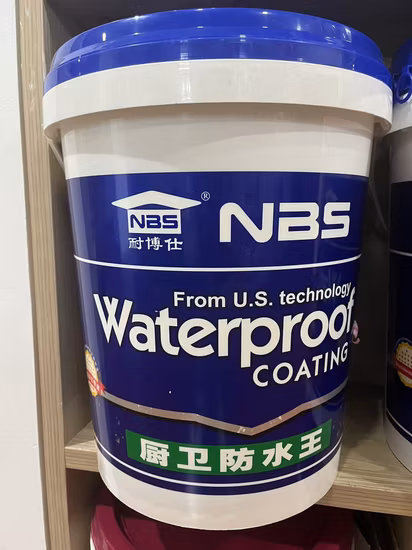 NBS ®
耐博仕
NBS
From U.S. technology
Waterproof
COATING
厨卫防水王